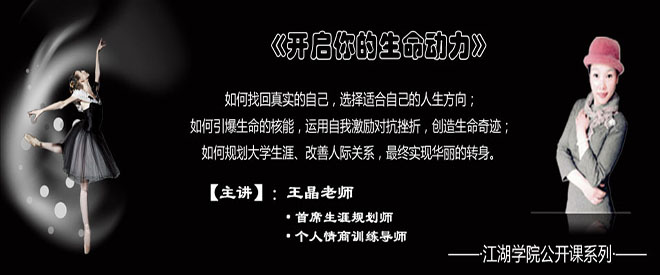 《开启你的生命动力》
如何找回真实的自己，选择适合自己的人生方向；
如何引爆生命的核能，运用自我激励对抗挫折，创造生命奇迹；
如何规划大学生涯、改善人际关系，最终实现华丽的转身。
【主讲】：王晶老师
·首席生涯规划师
·个人情商训练导师
——·江湖学院公开课系列·——